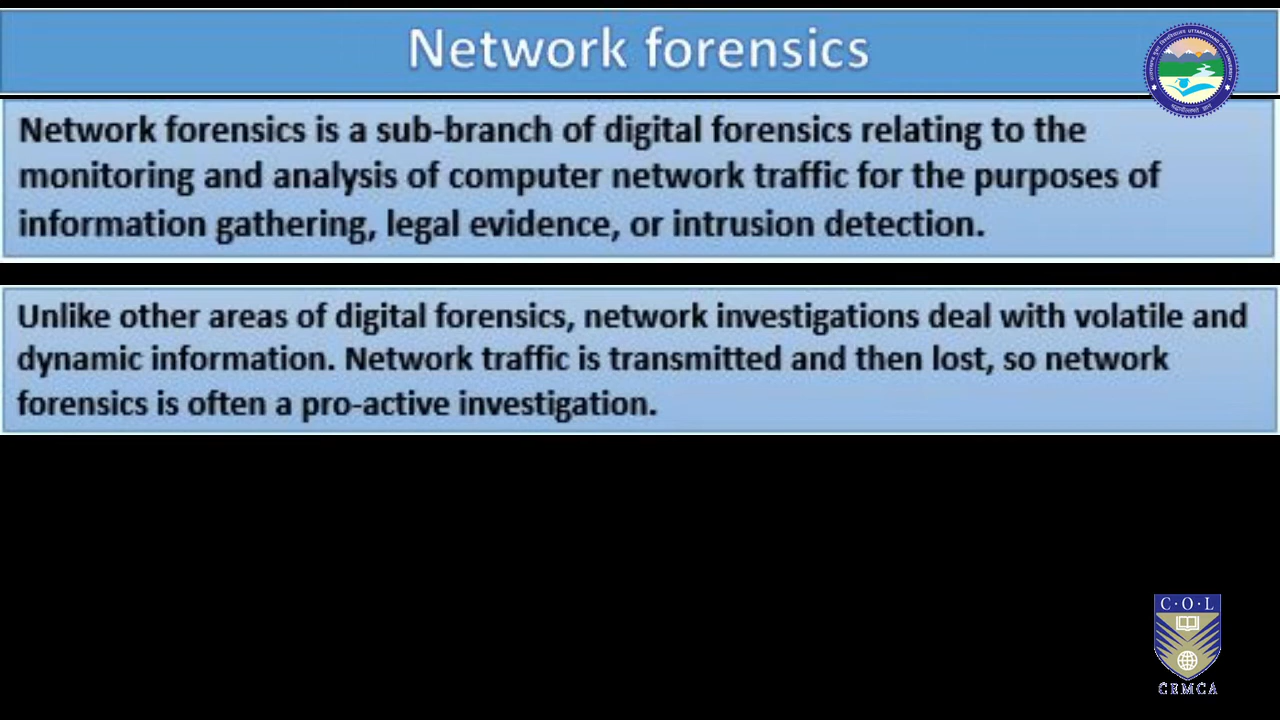 Network forensics
Network forensics is a sub-branch of digital forensics relating to the
monitoring and analysis of computer network traffic for the purposes of
information gathering, legal evidence, or intrusion detection.
Unlike other areas of digital forensics, network investigations deal with volatile and
dynamic information. Network traffic is transmitted and then lost, so network
forensics is often a pro-active investigation.
C·O·L
CEMCA